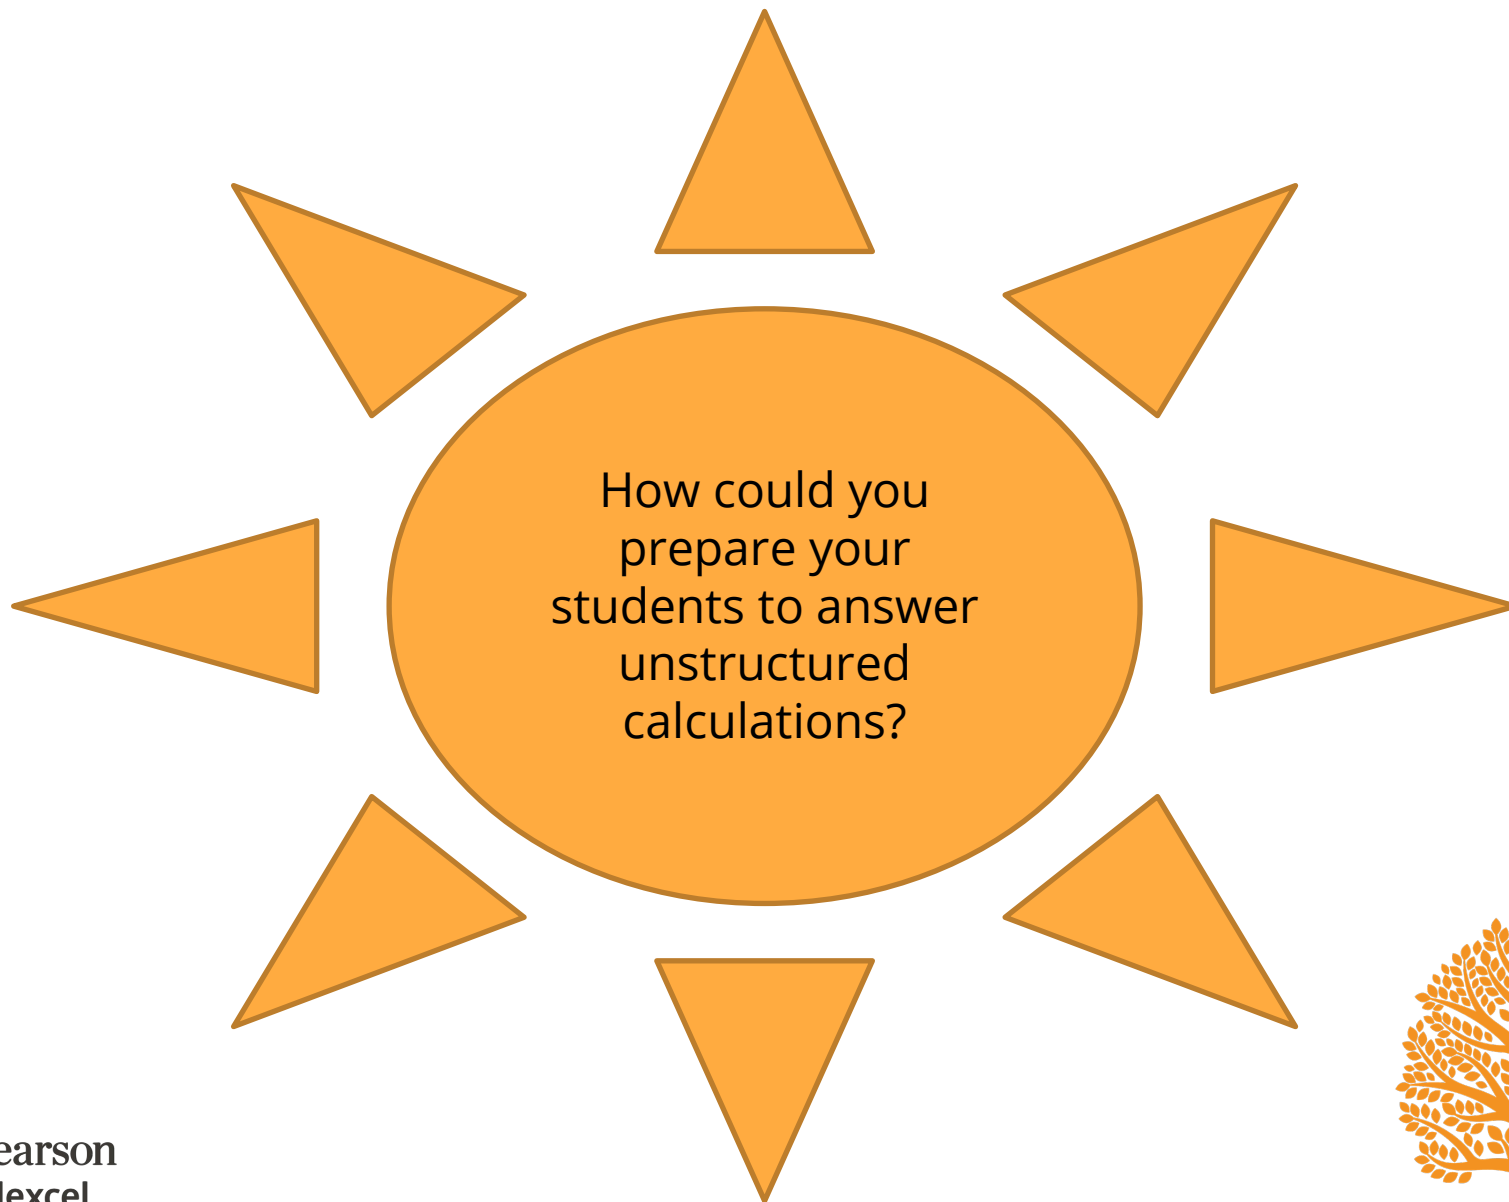 How could you
prepare your
students to answer
unstructured
calculations?
earson
lexcel